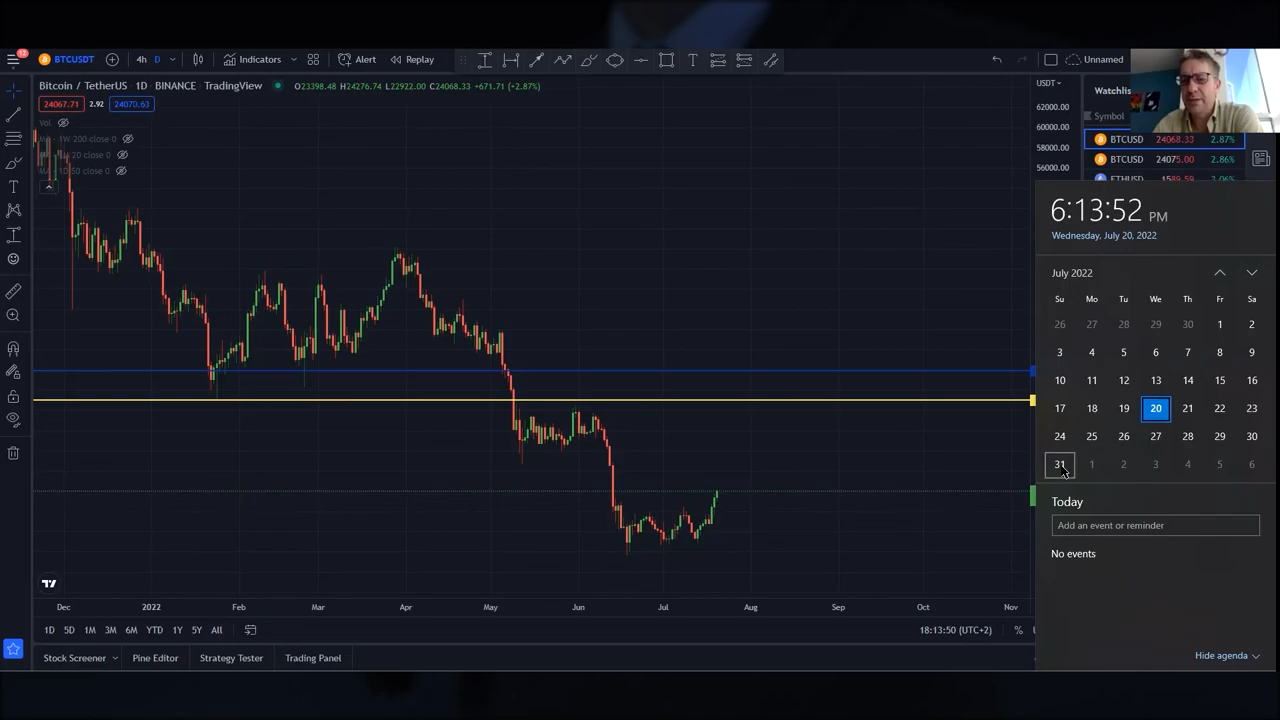 12
BTCUSDT
4h
D
Indicators
Alert
Replay
Unnamed
Bitcoin / TetherUS 1D BINANCE TradingView
O23398.48 H24276.74 L22922.00 C24068.33 +671.71 (+2.87%)
24067.71 2.92 24070.63
Vol
1W 200 close 0
20 close 0
50 close 0
USDT
62000.00
60000.00
58000.00
56000.00
Watchlist
Symbol
BTCUSD 24068.33 2.87%
BTCUSD 24075.00 2.86%
ETHUSD 1589.59 3.06%
6:13:52 PM
Wednesday, July 20, 2022
July 2022
Su Mo Tu We Th Fr Sa
26 27 28 29 30 1 2
3 4 5 6 7 8 9
10 11 12 13 14 15 16
17 18 19 20 21 22 23
24 25 26 27 28 29 30
31 1 2 3 4 5 6
Today
Add an event or reminder
No events
Hide agenda
Dec 2022 Feb Mar Apr May Jun Jul Aug Sep Oct Nov
1D 5D 1M 3M 6M YTD 1Y 5Y All
18:13:50 (UTC+2) %
Stock Screener Pine Editor Strategy Tester Trading Panel